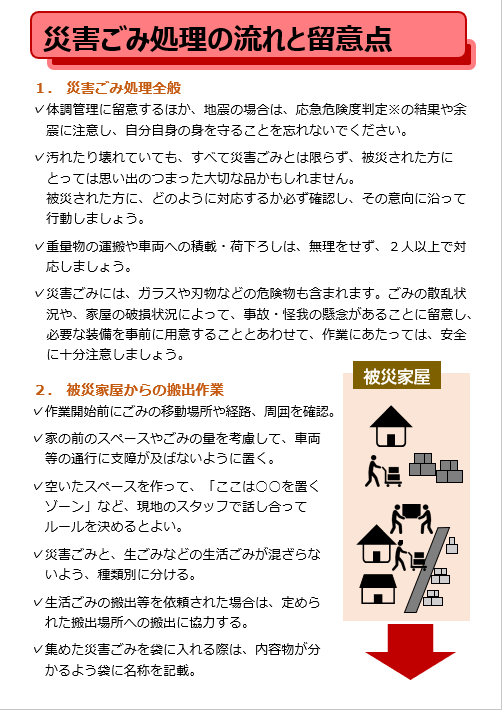 災害ごみ処理の流れと留意点
１． 災害ごみ処理全般
✓体調管理に留意するほか、地震の場合は、応急危険度判定※の結果や余
震に注意し、自分自身の身を守ることを忘れないでください。
✓汚れたり壊れていても、すべて災害ごみとは限らず、被災された方に
とっては思い出のつまった大切な品かもしれません。
被災された方に、どのように対応するか必ず確認し、その意向に沿って
行動しましょう。
✓重量物の運搬や車両への積載・荷下ろしは、無理をせず、２人以上で対
応しましょう。
✓災害ごみには、ガラスや刃物などの危険物も含まれます。ごみの散乱状
況や、家屋の破損状況によって、事故・怪我の懸念があることに留意し、
必要な装備を事前に用意することとあわせて、作業にあたっては、安全
に十分注意しましょう。
２． 被災家屋からの搬出作業
✓作業開始前にごみの移動場所や経路、周囲を確認。
✓家の前のスペースやごみの量を考慮して、車両
等の通行に支障が及ばないように置く。
✓空いたスペースを作って、「ここは○○を置く
ゾーン」など、現地のスタッフで話し合って
ルールを決めるとよい。
✓災害ごみと、生ごみなどの生活ごみが混ざらな
いよう、種類別に分ける。
✓生活ごみの搬出等を依頼された場合は、定めら
れた搬出場所への搬出に協力する。
✓集めた災害ごみを袋に入れる際は、内容物が分
かるよう袋に名称を記載。
被災家屋